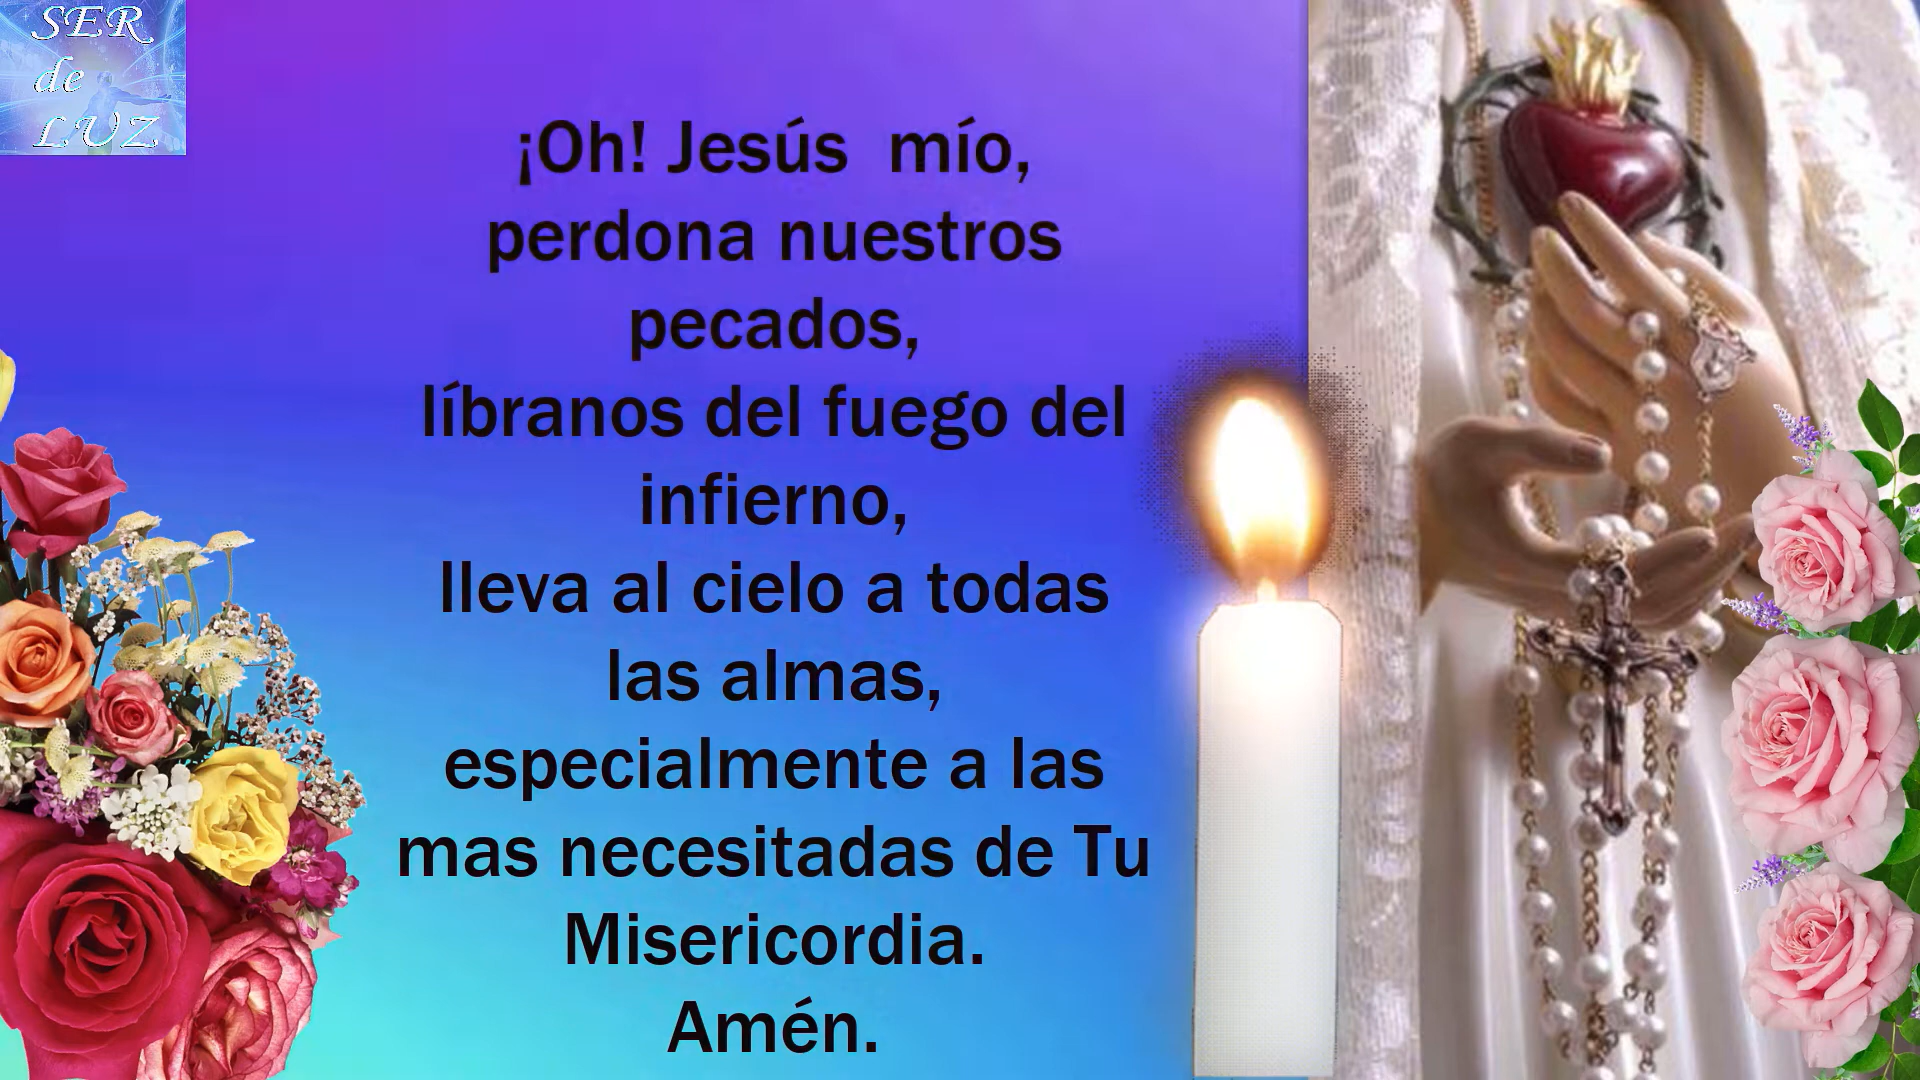 SER
de
LUZ
¡Oh! Jesús mío,
perdona nuestros
pecados,
líbranos del fuego del
infierno,
lleva al cielo a todas
las almas,
especialmente a las
mas necesitadas de Tu
Misericordia.
Amén.